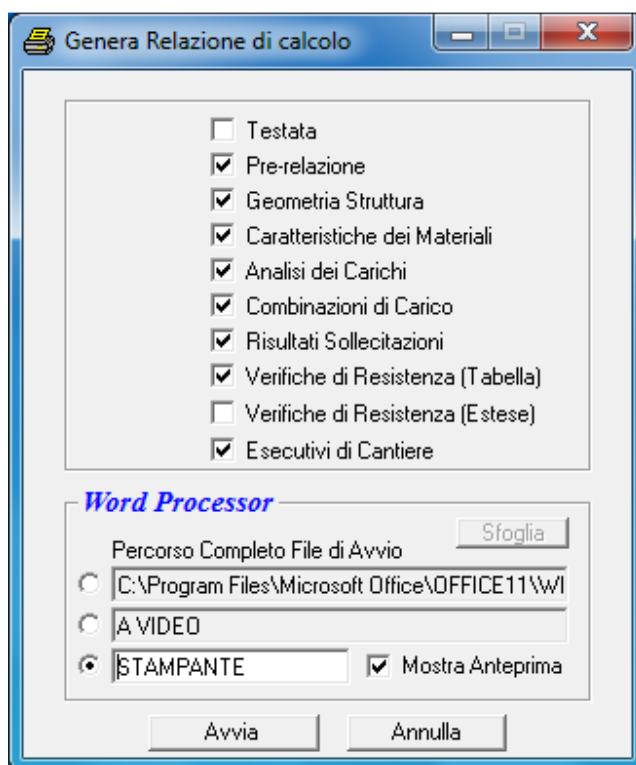 Genera Relazione di calcolo
Testata
Pre-relazione
Geometria Struttura
Caratteristiche dei Materiali
Analisi dei Carichi
Combinazioni di Carico
Risultati Sollecitazioni
Verifiche di Resistenza (Tabella)
Verifiche di Resistenza (Estese)
Esecutivi di Cantiere
Word Processor
Sfoglia
Percorso Completo File di Avvio
C:\Program Files\Microsoft Office\OFFICE11\WI
A VIDEO
STAMPANTE Mostra Anteprima
Avvia Annulla